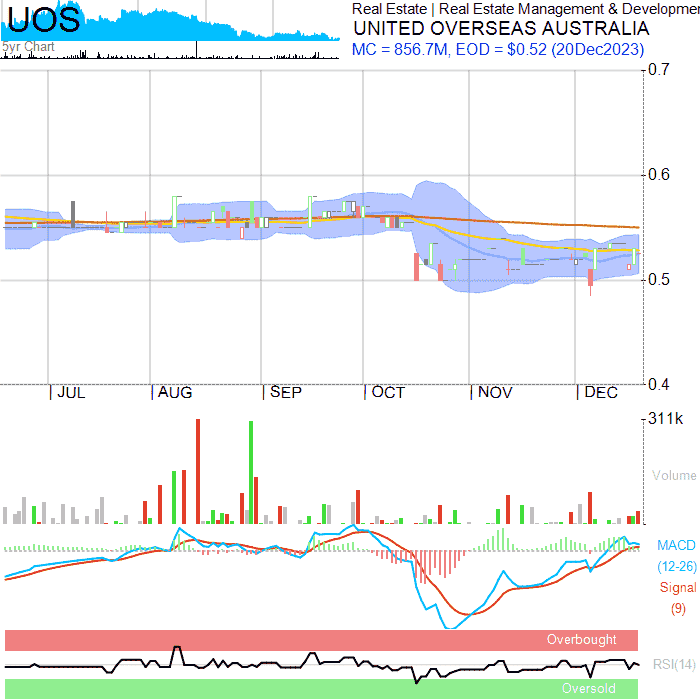 UOS
5yr Chart
Real Estate | Real Estate Management & Developmen
UNITED OVERSEAS AUSTRALIA
MC = 856.7M, EOD = $0.52 (20Dec2023)
0.7
0.6
0.5
0.4
JUL
AUG
SEP
OCT
NOV
DEC
311k
Volume
MACD
(12-26)
Signal
(9)
Overbought
RSI(14)
Oversold